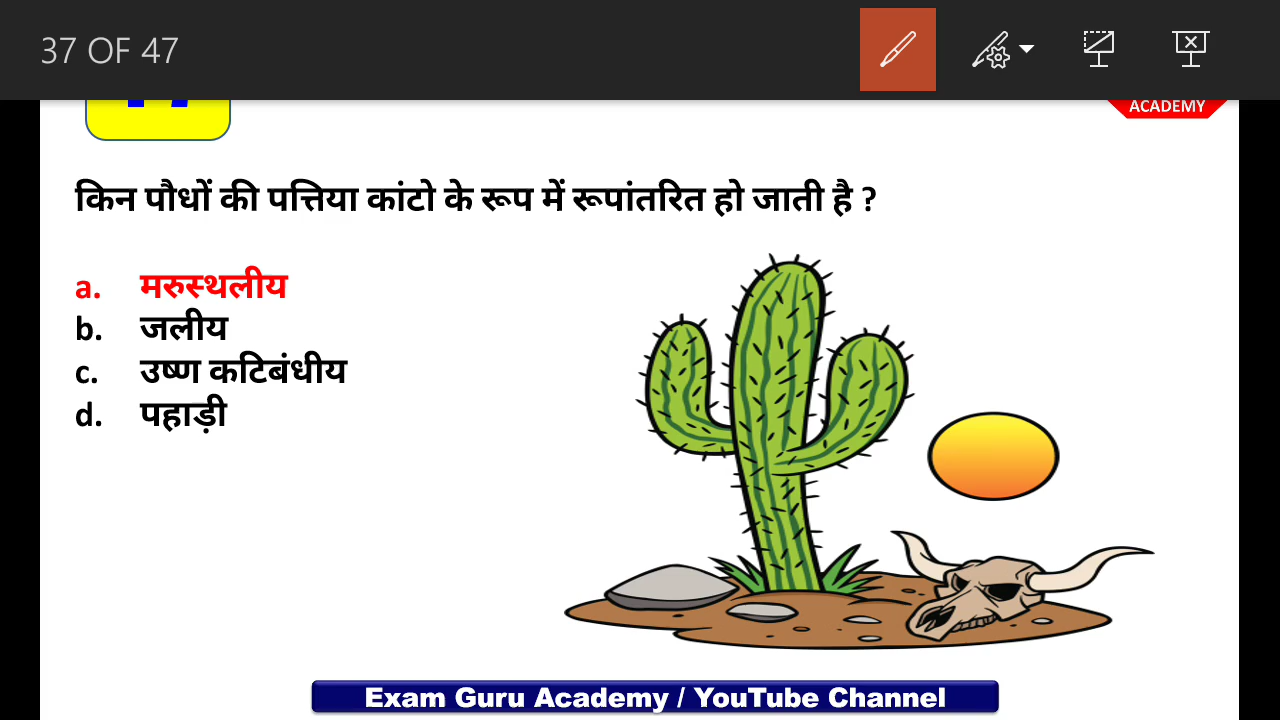 37 OF 47
ACADEMY
किन पौधों की पत्तिया कांटो के रूप में रूपांतरित हो जाती है ?
a. मरुस्थलीय
b. जलीय
c. उष्ण कटिबंधीय
d. पहाड़ी
Exam Guru Academy / YouTube Channel